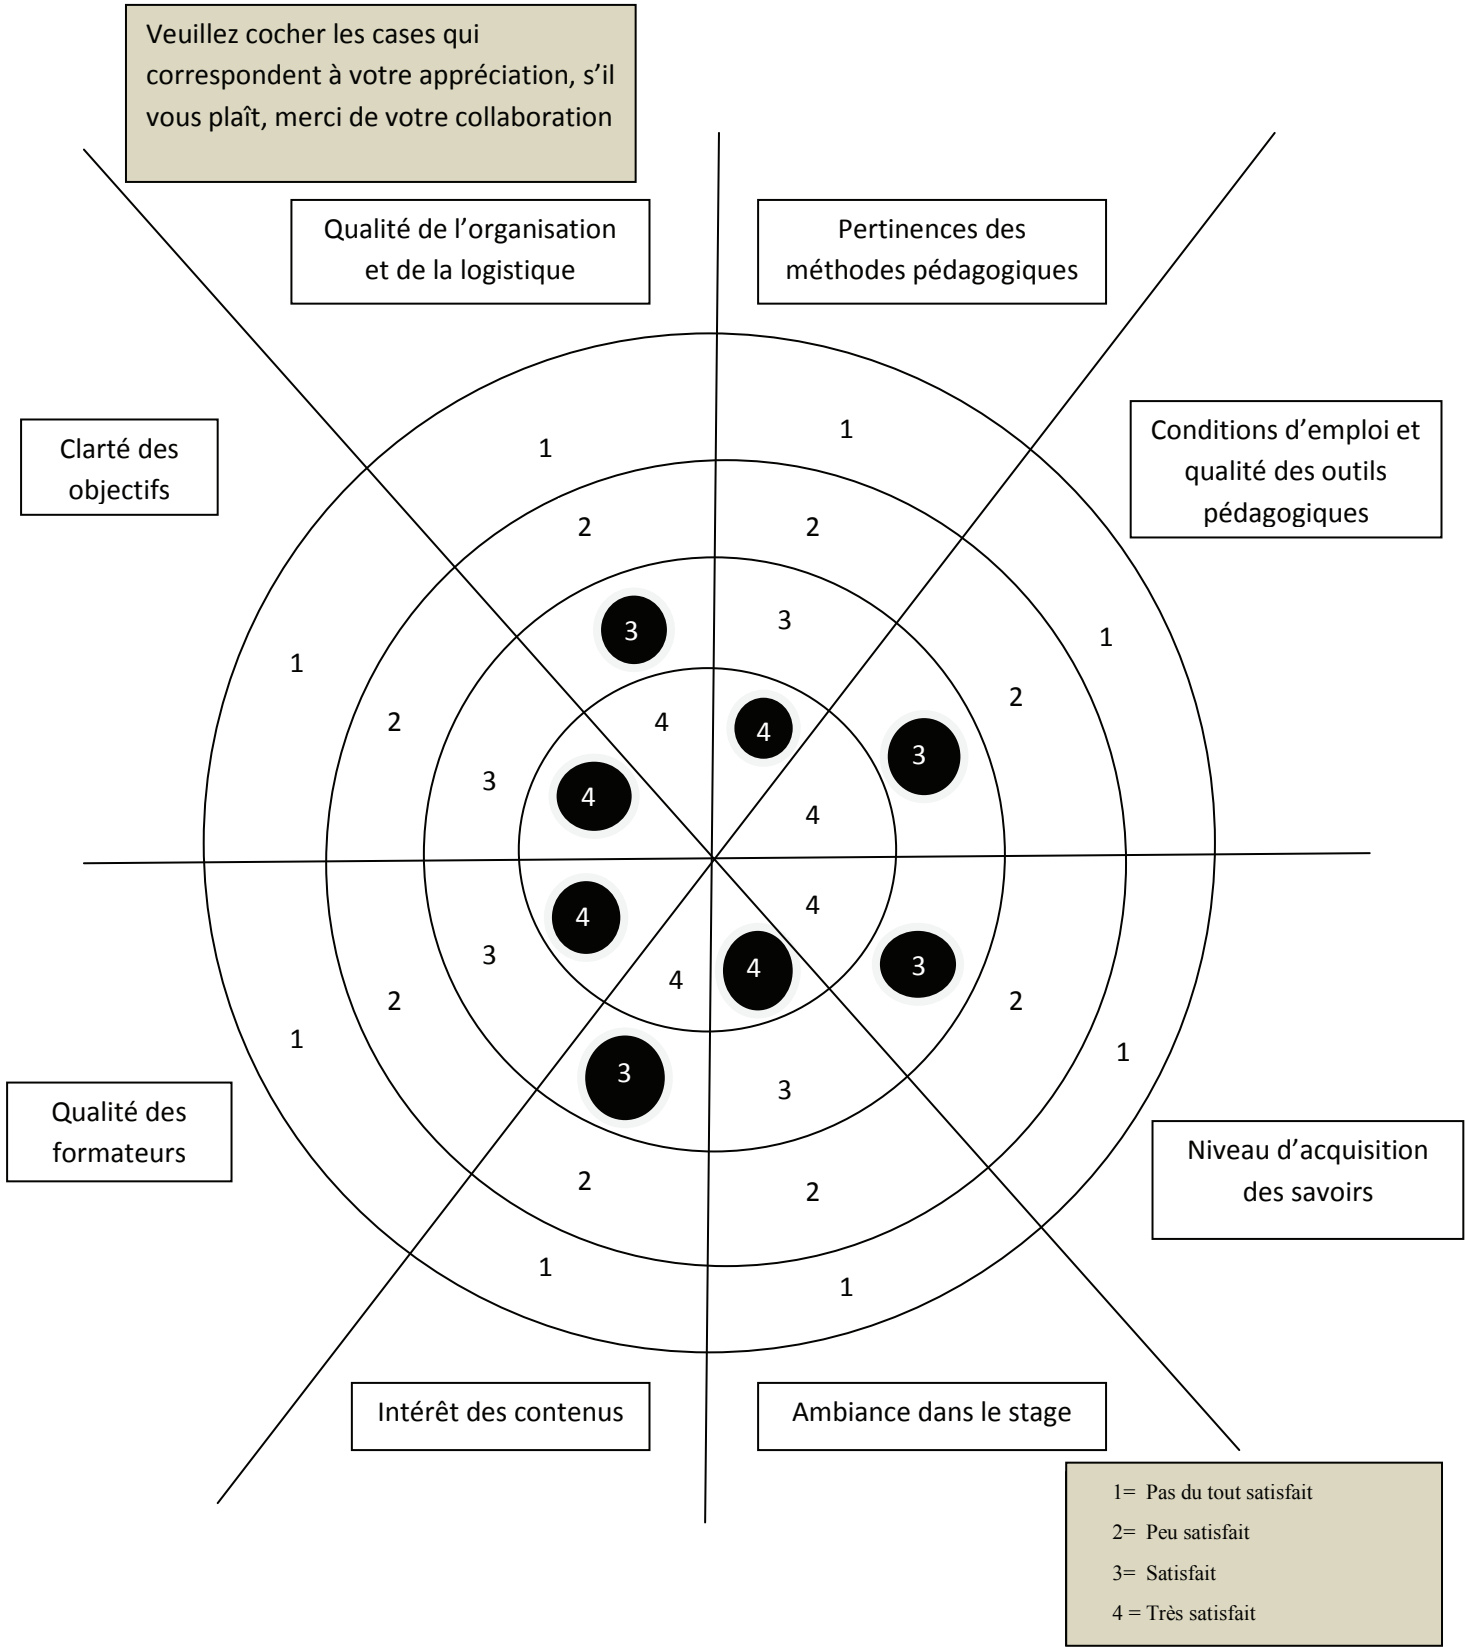 Veuillez cocher les cases qui
correspondent à votre appréciation, s’il
vous plaît, merci de votre collaboration
Qualité de l’organisation
et de la logistique
Pertinences des
méthodes pédagogiques
Clarté des
objectifs
Conditions d’emploi et
qualité des outils
pédagogiques
1
1
2
2
3
3
1
1
2
2
4
4
3
3
4
4
4
3
4
4
3
3
4
4
2
2
1
1
3
3
2
2
1
1
Qualité des
formateurs
Niveau d’acquisition
des savoirs
Intérêt des contenus
Ambiance dans le stage
1= Pas du tout satisfait
2= Peu satisfait
3= Satisfait
4 = Très satisfait